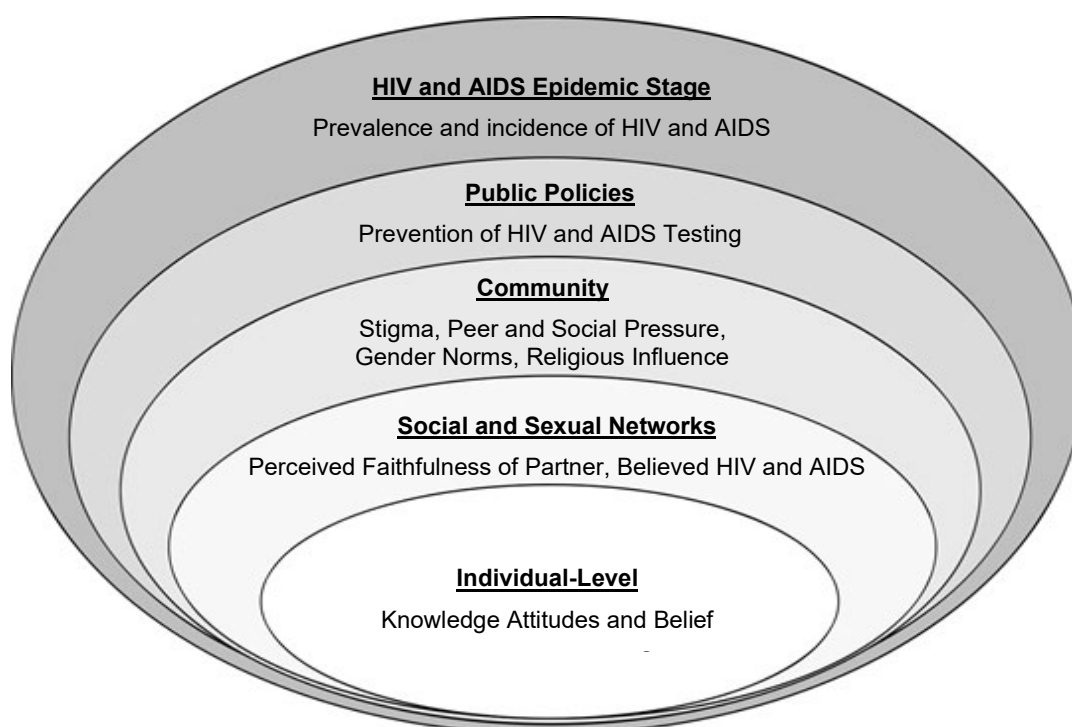 HIV and AIDS Epidemic Stage
Prevalence and incidence of HIV and AIDS
Public Policies
Prevention of HIV and AIDS Testing
Community
Stigma, Peer and Social Pressure,
Gender Norms, Religious Influence
Social and Sexual Networks
Perceived Faithfulness of Partner, Believed HIV and AIDS
Individual-Level
Knowledge Attitudes and Belief